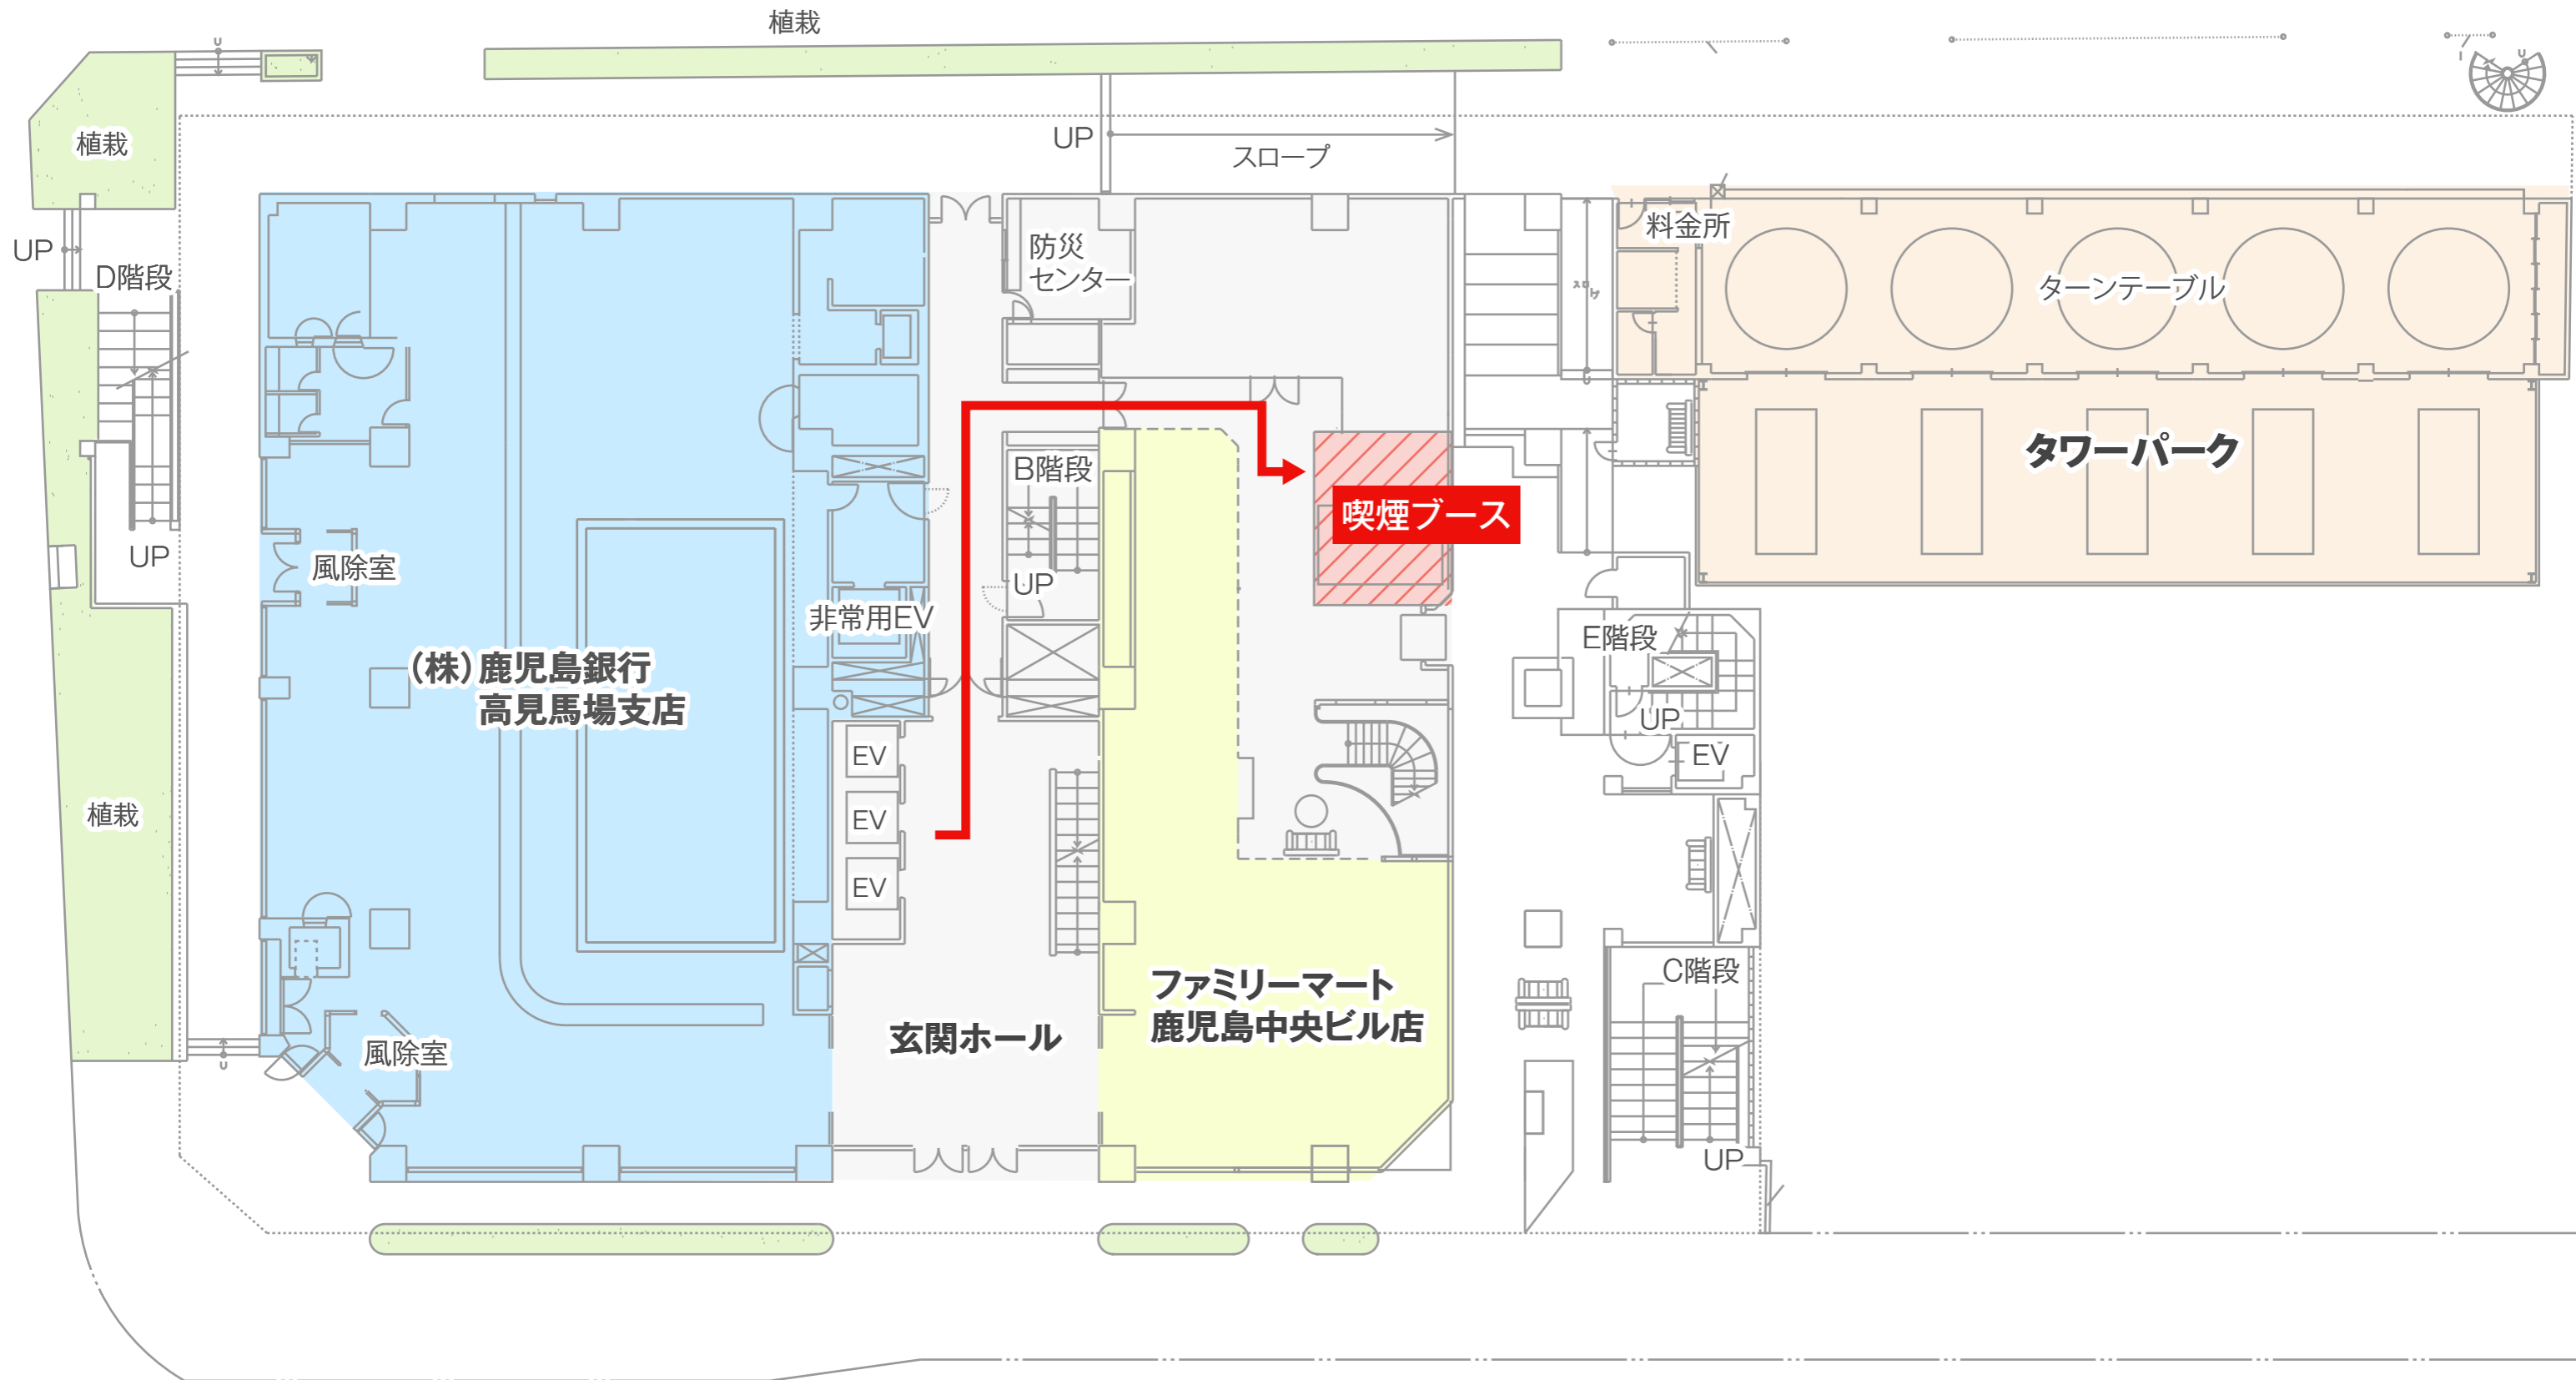 植栽
U
U
植栽
UP
スロープ
UP
D階段
防災
センター
料金所
スロープ
ターンテーブル
U
タワーパーク
B階段
喫煙ブース
UP
風除室
UP
非常用EV
E階段
(株)鹿児島銀行
高見馬場支店
UP
EV
EV
植栽
EV
EV
C階段
ファミリーマート
鹿児島中央ビル店
玄関ホール
風除室
U
UP